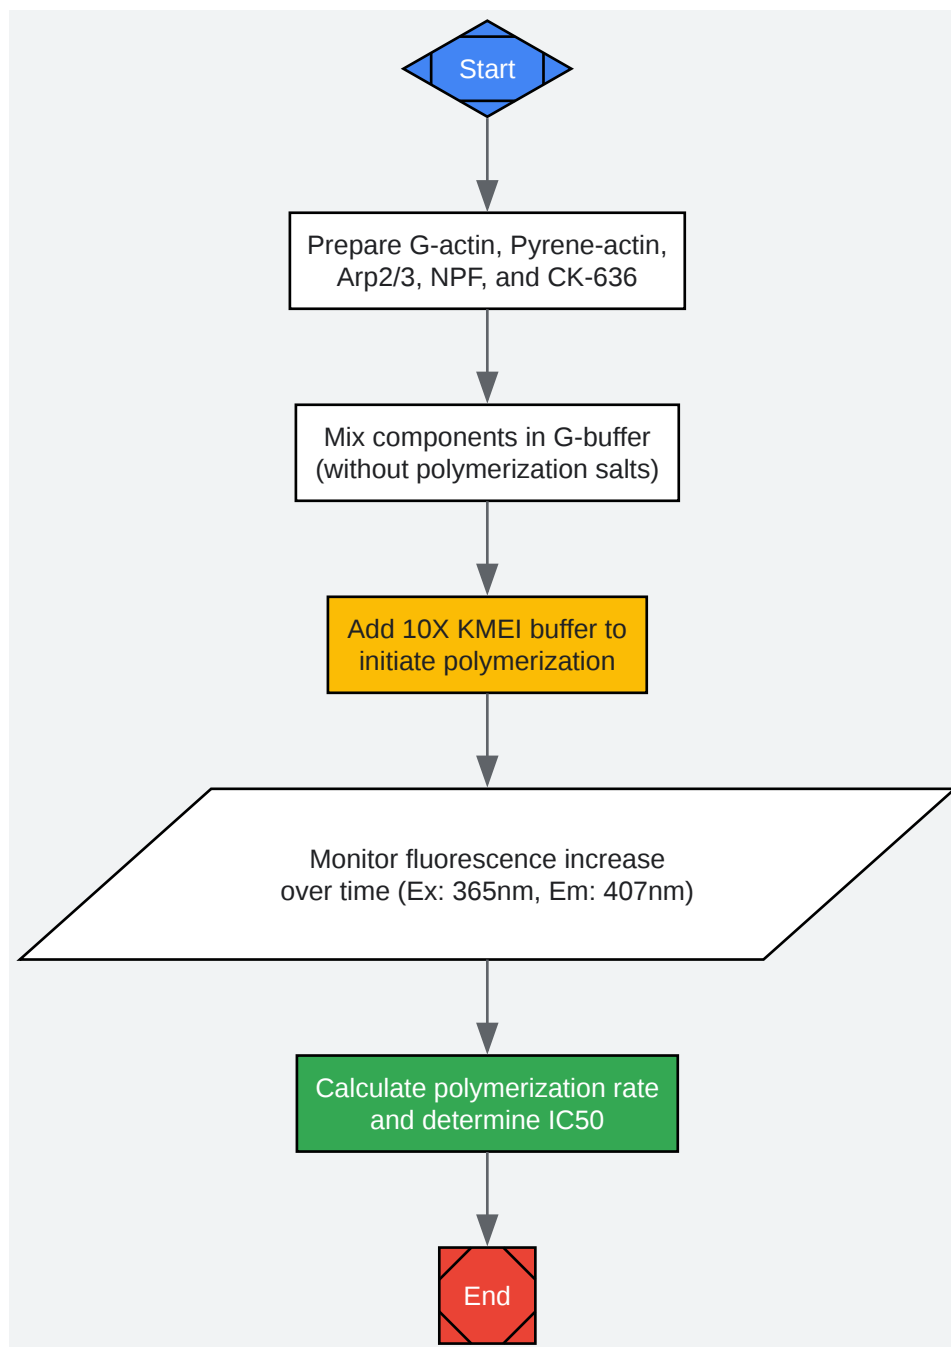 Start
Prepare G-actin, Pyrene-actin,
Arp2/3, NPF, and CK-636
Mix components in G-buffer
(without polymerization salts)
Add 10X KMEI buffer to
initiate polymerization
Monitor fluorescence increase
over time (Ex: 365nm, Em: 407nm)
Calculate polymerization rate
and determine IC50
End